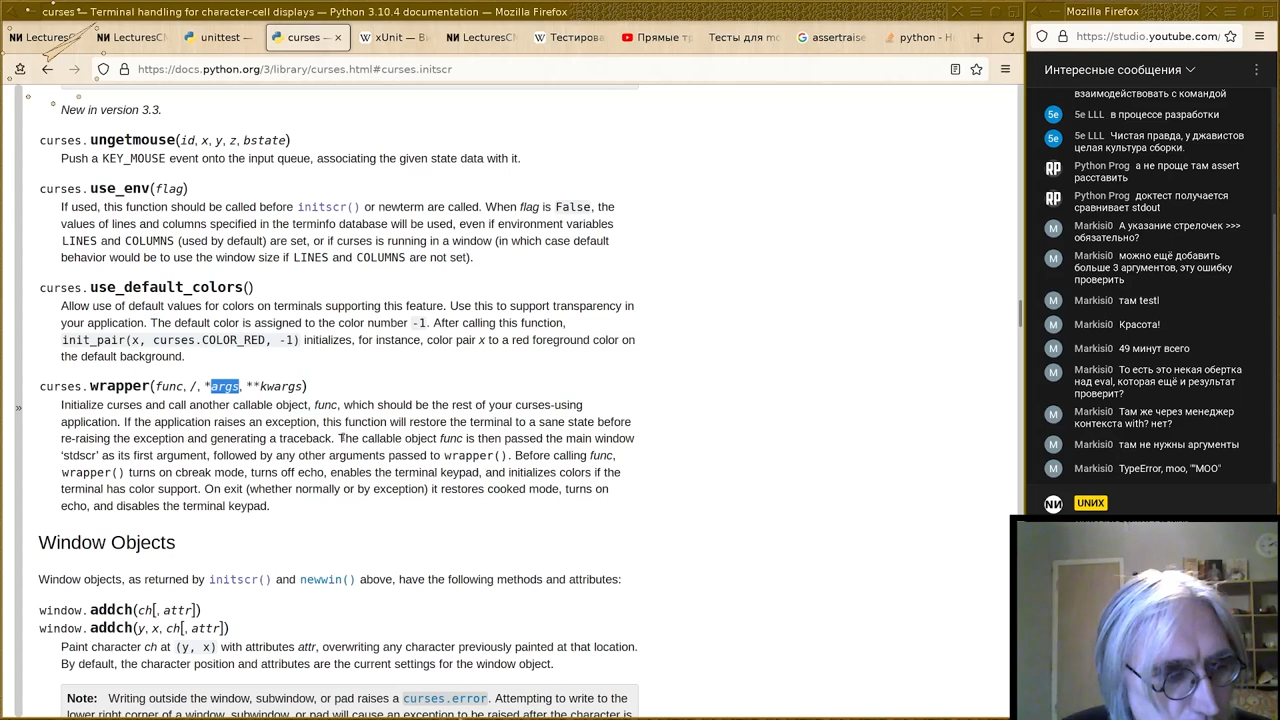 curses — Terminal handling for character-cell displays — Python 3.10.4 documentation — Mozilla Firefox
Mozilla Firefox
LecturesC
LecturesCM
unittest —
curses —
xUnit — Ви
LecturesCM
Тестирова
Прямые тр
Тесты для mo
assertraise
python - H
https://docs.python.org/3/library/curses.html#curses.initscr
https://studio.youtube.com/
New in version 3.3.
curses.ungetmouse(id, x, y, z, bstate)
Push a KEY_MOUSE event onto the input queue, associating the given state data with it.
curses.use_env(flag)
If used, this function should be called before initscr() or newterm are called. When flag is False, the
values of lines and columns specified in the terminfo database will be used, even if environment variables
LINES and COLUMNS (used by default) are set, or if curses is running in a window (in which case default
behavior would be to use the window size if LINES and COLUMNS are not set).
curses.use_default_colors()
Allow use of default values for colors on terminals supporting this feature. Use this to support transparency in
your application. The default color is assigned to the color number -1. After calling this function,
init_pair(x, curses.COLOR_RED, -1) initializes, for instance, color pair x to a red foreground color on
the default background.
curses.wrapper(func, /, *args, **kwargs)
Initialize curses and call another callable object, func, which should be the rest of your curses-using
application. If the application raises an exception, this function will restore the terminal to a sane state before
re-raising the exception and generating a traceback. The callable object func is then passed the main window
‘stdscr’ as its first argument, followed by any other arguments passed to wrapper(). Before calling func,
wrapper() turns on cbreak mode, turns off echo, enables the terminal keypad, and initializes colors if the
terminal has color support. On exit (whether normally or by exception) it restores cooked mode, turns on
echo, and disables the terminal keypad.
Window Objects
Window objects, as returned by initscr() and newwin() above, have the following methods and attributes:
window.addch(ch[, attr])
window.addch(y, x, ch[, attr])
Paint character ch at (y, x) with attributes attr, overwriting any character previously painted at that location.
By default, the character position and attributes are the current settings for the window object.
Note: Writing outside the window, subwindow, or pad raises a curses.error. Attempting to write to the
lower right corner of a window, subwindow, or pad will cause an exception to be raised after the character is
Интересные сообщения
взаимодействовать с командой
5e
5e LLL в процессе разработки
5e
5e LLL Чистая правда, у джавистов
целая культура сборки.
RP
Python Prog а не проще там assert
расставить
RP
Python Prog доктест получается
сравнивает stdout
M
Markisi0 А указание стрелочек >>>
обязательно?
M
Markisi0 можно ещё добавить
больше 3 аргументов, эту ошибку
проверить
M
Markisi0 там testl
M
Markisi0 Красота!
M
Markisi0 49 минут всего
M
Markisi0 То есть это некая обертка
над eval, которая ещё и результат
проверит?
M
Markisi0 Там же через менеджер
контекста with? нет?
M
Markisi0 там не нужны аргументы
M
Markisi0 TypeError, moo, ""MOO"
UNИX